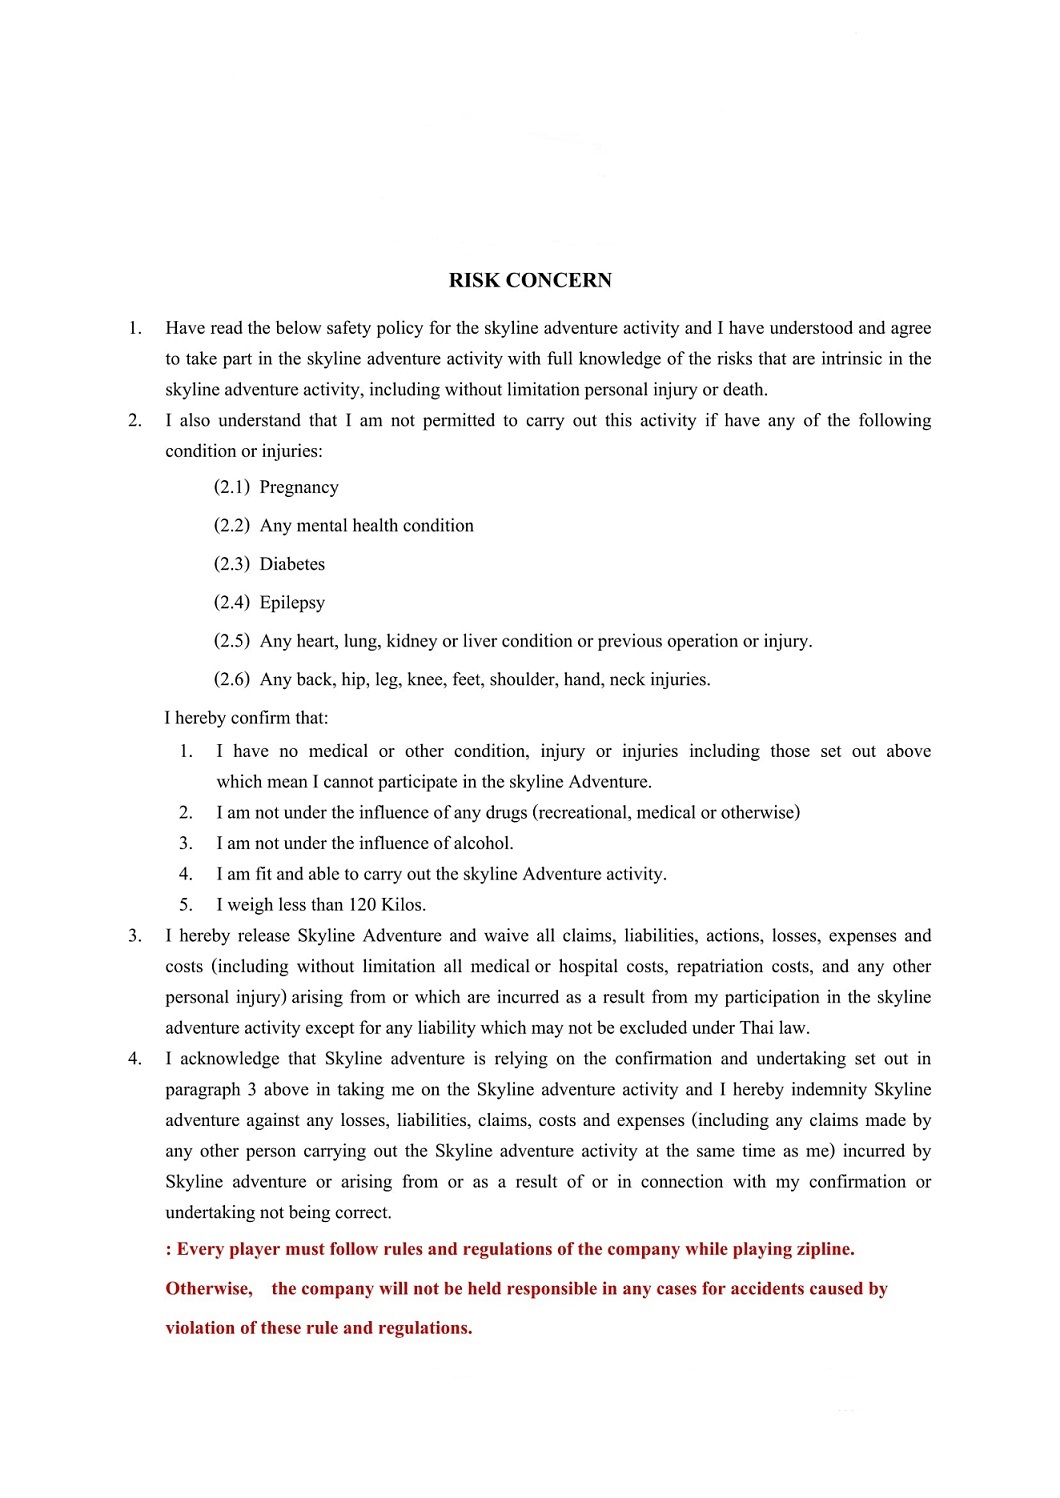 RISK CONCERN
1. Have read the below safety policy for the skyline adventure activity and I have understood and agree
to take part in the skyline adventure activity with full knowledge of the risks that are intrinsic in the
skyline adventure activity, including without limitation personal injury or death.
2. I also understand that I am not permitted to carry out this activity if have any of the following
condition or injuries:
(2.1) Pregnancy
(2.2) Any mental health condition
(2.3) Diabetes
(2.4) Epilepsy
(2.5) Any heart, lung, kidney or liver condition or previous operation or injury.
(2.6) Any back, hip, leg, knee, feet, shoulder, hand, neck injuries.
I hereby confirm that:
1. I have no medical or other condition, injury or injuries including those set out above
which mean I cannot participate in the skyline Adventure.
2. I am not under the influence of any drugs (recreational, medical or otherwise)
3. I am not under the influence of alcohol.
4. I am fit and able to carry out the skyline Adventure activity.
5. I weigh less than 120 Kilos.
3. I hereby release Skyline Adventure and waive all claims, liabilities, actions, losses, expenses and
costs (including without limitation all medical or hospital costs, repatriation costs, and any other
personal injury) arising from or which are incurred as a result from my participation in the skyline
adventure activity except for any liability which may not be excluded under Thai law.
4. I acknowledge that Skyline adventure is relying on the confirmation and undertaking set out in
paragraph 3 above in taking me on the Skyline adventure activity and I hereby indemnity Skyline
adventure against any losses, liabilities, claims, costs and expenses (including any claims made by
any other person carrying out the Skyline adventure activity at the same time as me) incurred by
Skyline adventure or arising from or as a result of or in connection with my confirmation or
undertaking not being correct.
: Every player must follow rules and regulations of the company while playing zipline.
Otherwise, the company will not be held responsible in any cases for accidents caused by
violation of these rule and regulations.